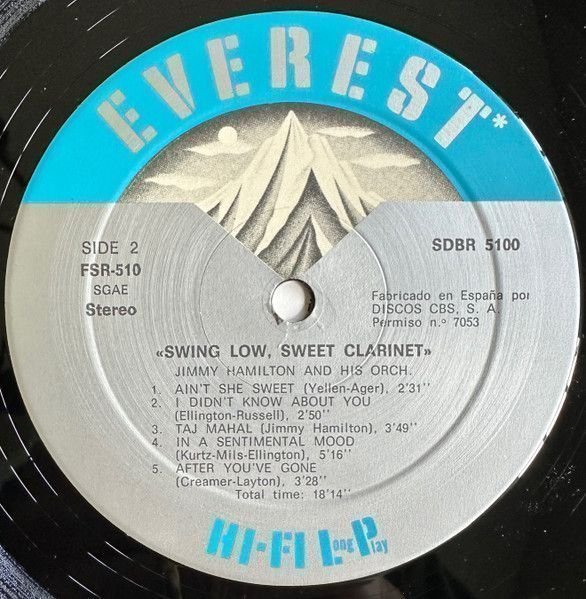 EVEREST*
SIDE 2
FSR-510
SGAE
Stereo
SDBR 5100
Fabricado en España por
DISCOS CBS, S. A.
Permiso n.º 7053
«SWING LOW, SWEET CLARINET»
JIMMY HAMILTON AND HIS ORCH.
1. AIN'T SHE SWEET (Yellen-Ager), 2'31''
2. I DIDN'T KNOW ABOUT YOU
(Ellington-Russell), 2'50''
3. TAJ MAHAL (Jimmy Hamilton), 3'49''
4. IN A SENTIMENTAL MOOD
(Kurtz-Mils-Ellington), 5'16''
5. AFTER YOU'VE GONE
(Creamer-Layton), 3'28''
Total time: 18'14''
HI-FI Long Play